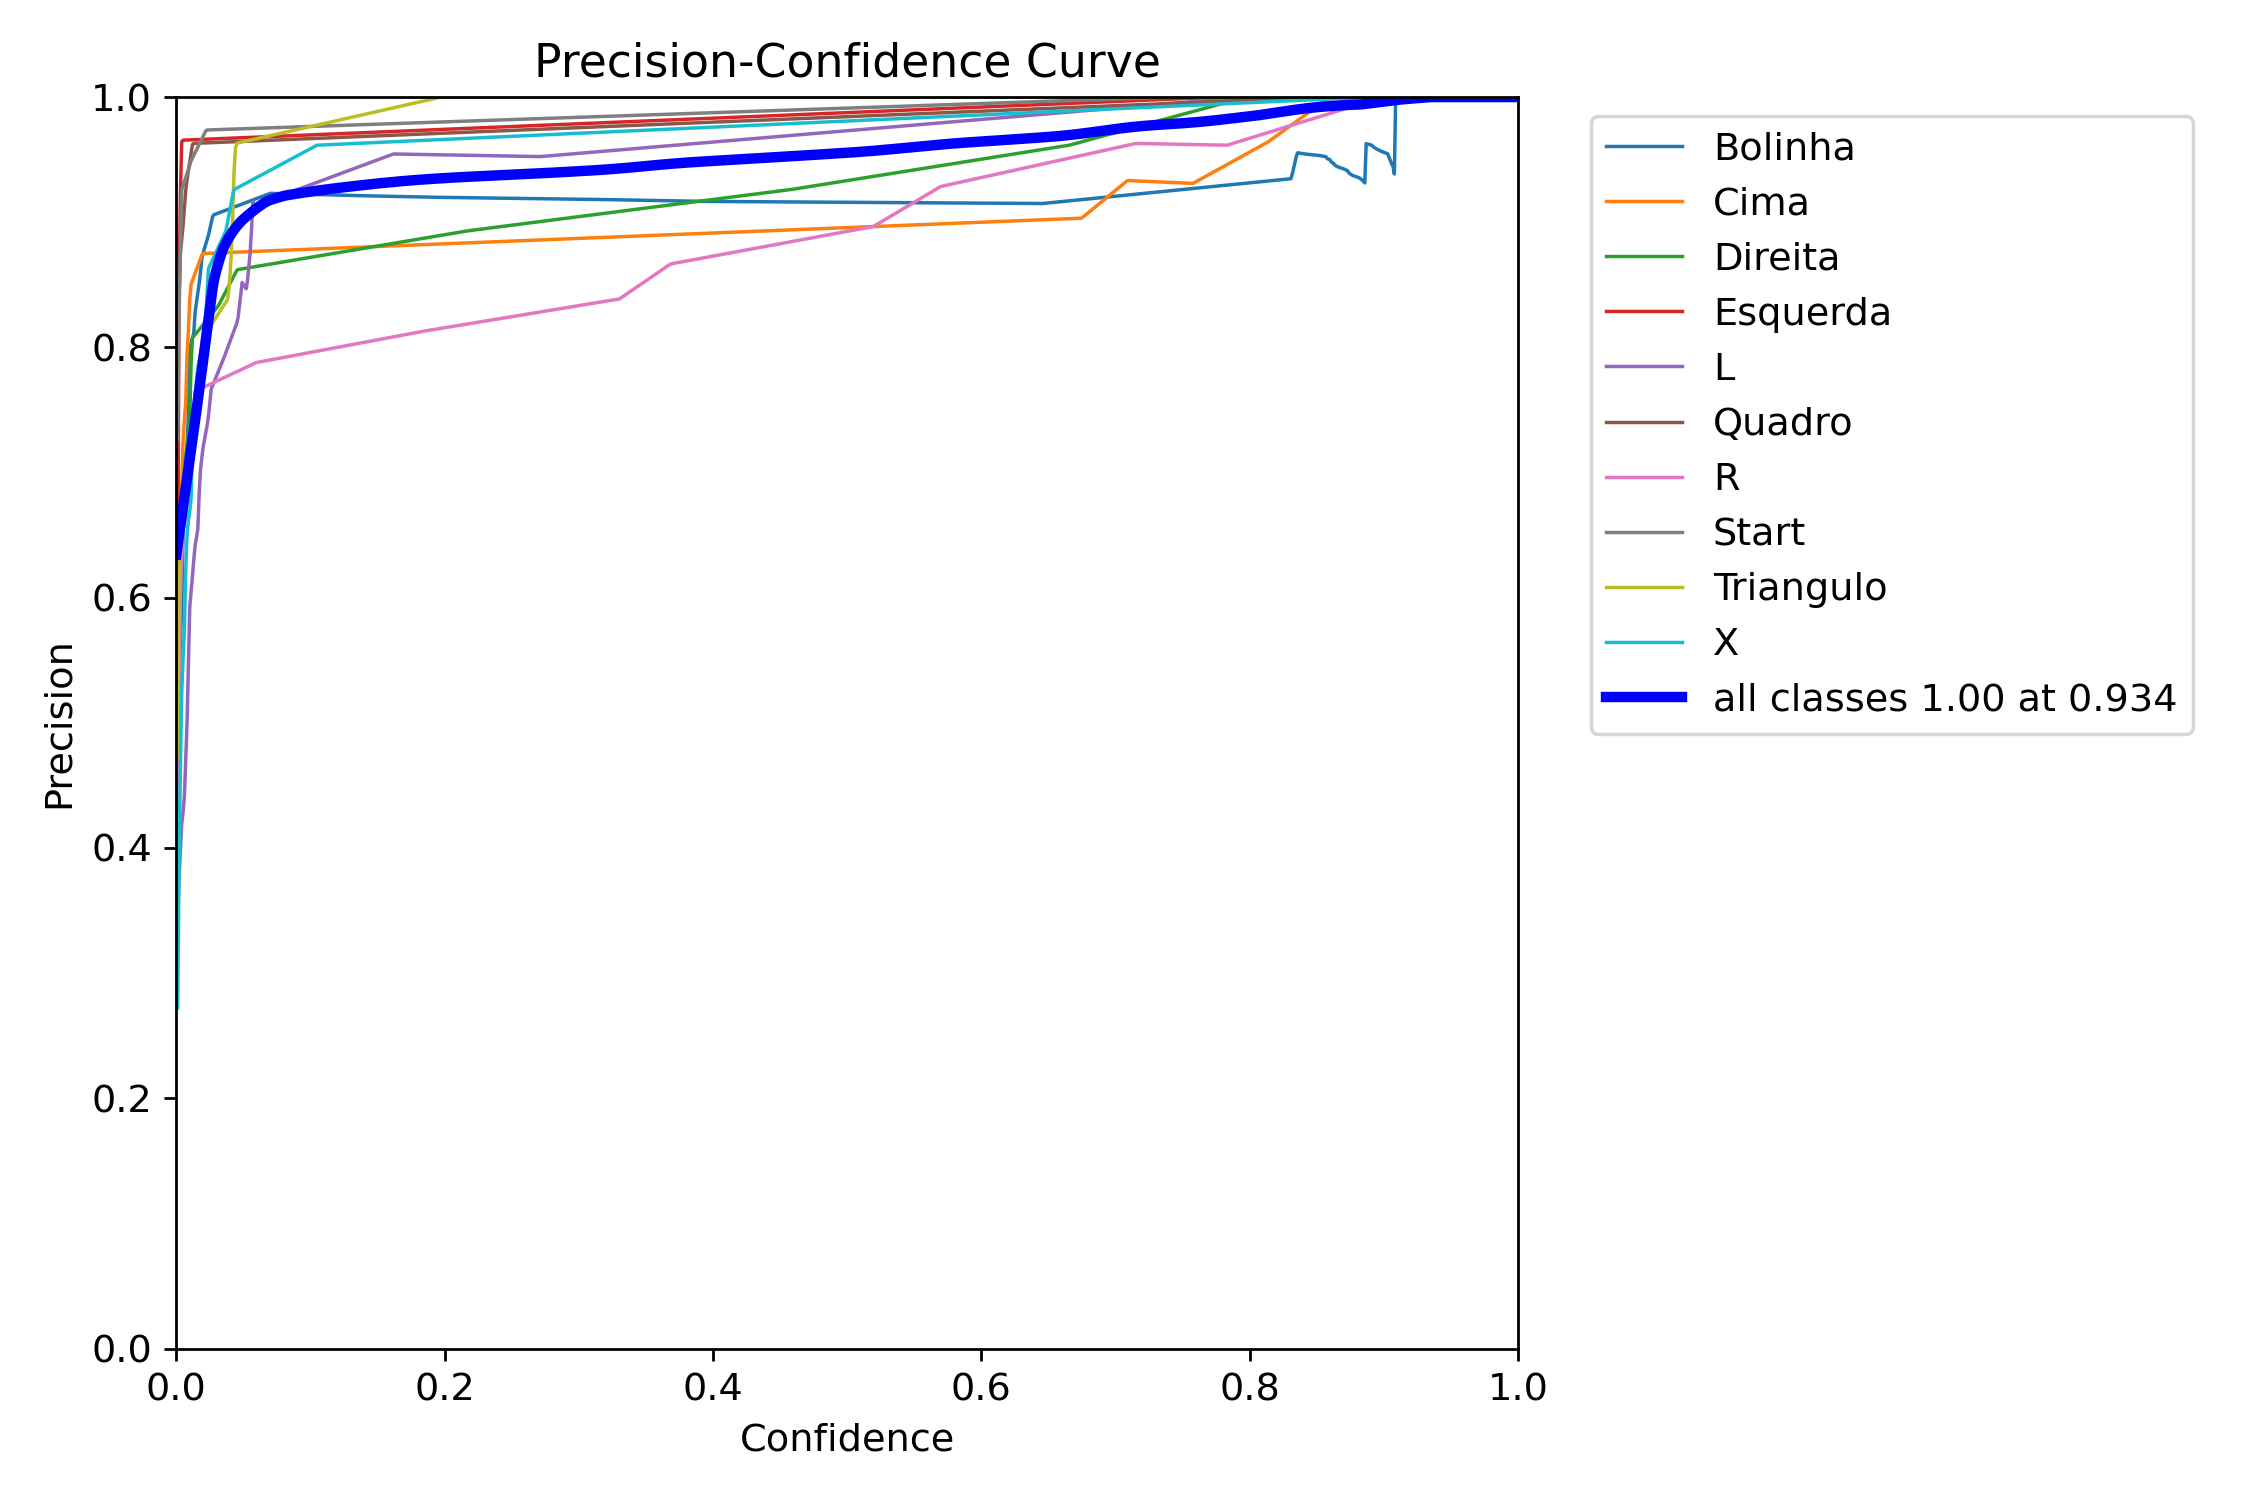 Precision-Confidence Curve
1.0
0.8
0.6
0.4
0.2
0.0
Precision
0.0 0.2 0.4 0.6 0.8 1.0
Confidence
Bolinha
Cima
Direita
Esquerda
L
Quadro
R
Start
Triangulo
X
all classes 1.00 at 0.934